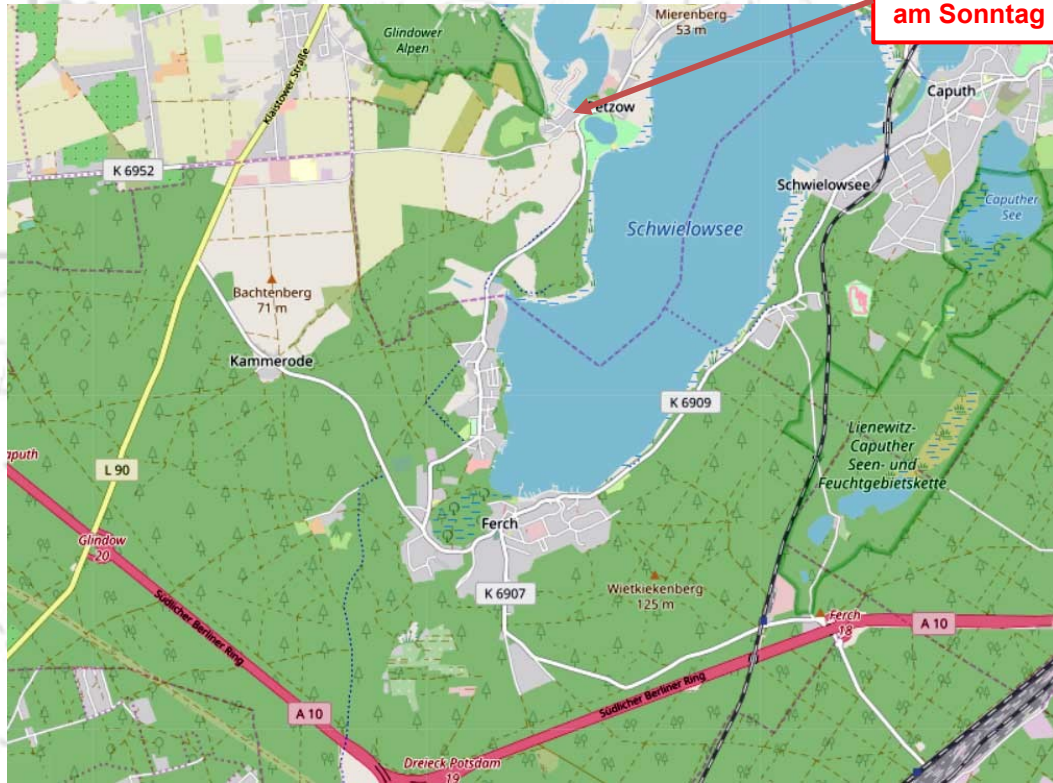 am Sonntag
Mierenberg
53 m
Glindower
Alpen
Klaistower Straße
etzow
Caputh
K 6952
Schwielowsee
Caputher
See
Schwielowsee
Bachtenberg
71 m
Kammerode
K 6909
Lienewitz-
Caputher
Seen- und
Feuchtgebietskette
aputh
L 90
Ferch
Glindow
20
K 6907
Wietkiekenberg
125 m
Ferch
18
A 10
Südlicher Berliner Ring
Südlicher Berliner Ring
A 10
Dreieck Potsdam
19